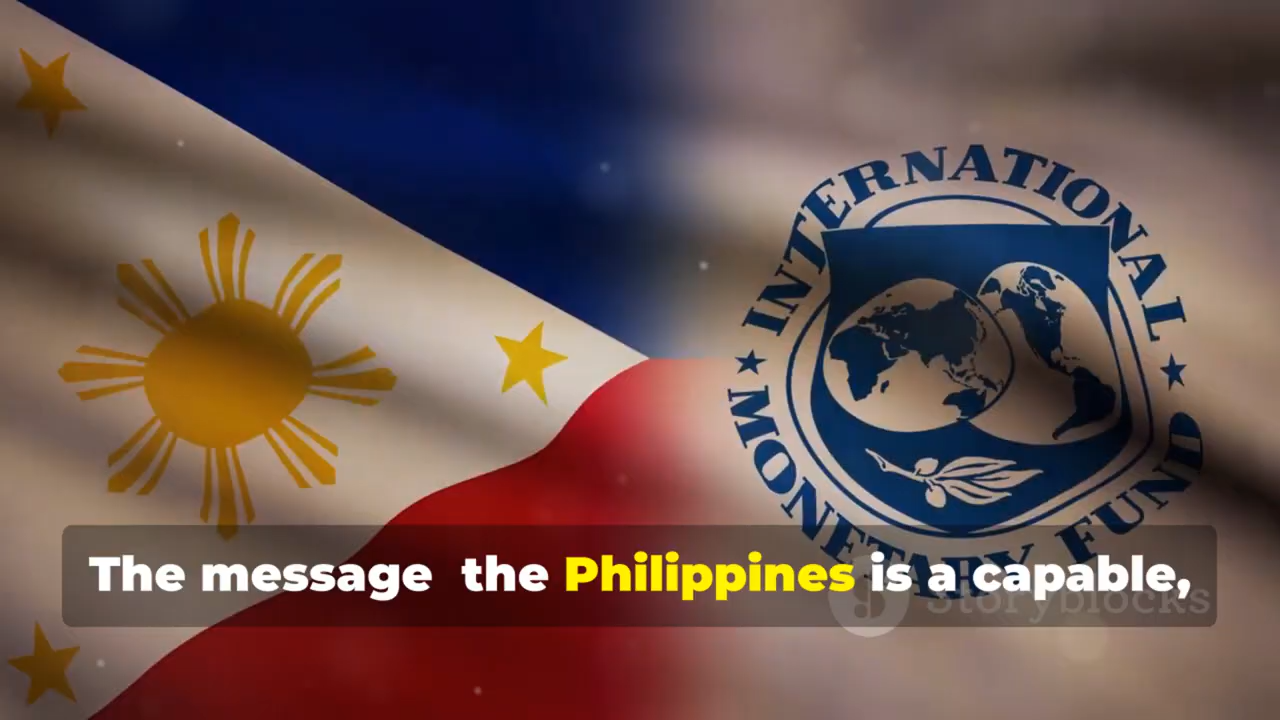 INTERNATIONAL
MONETARY FUND
The message the Philippines is a capable,
Storyblocks